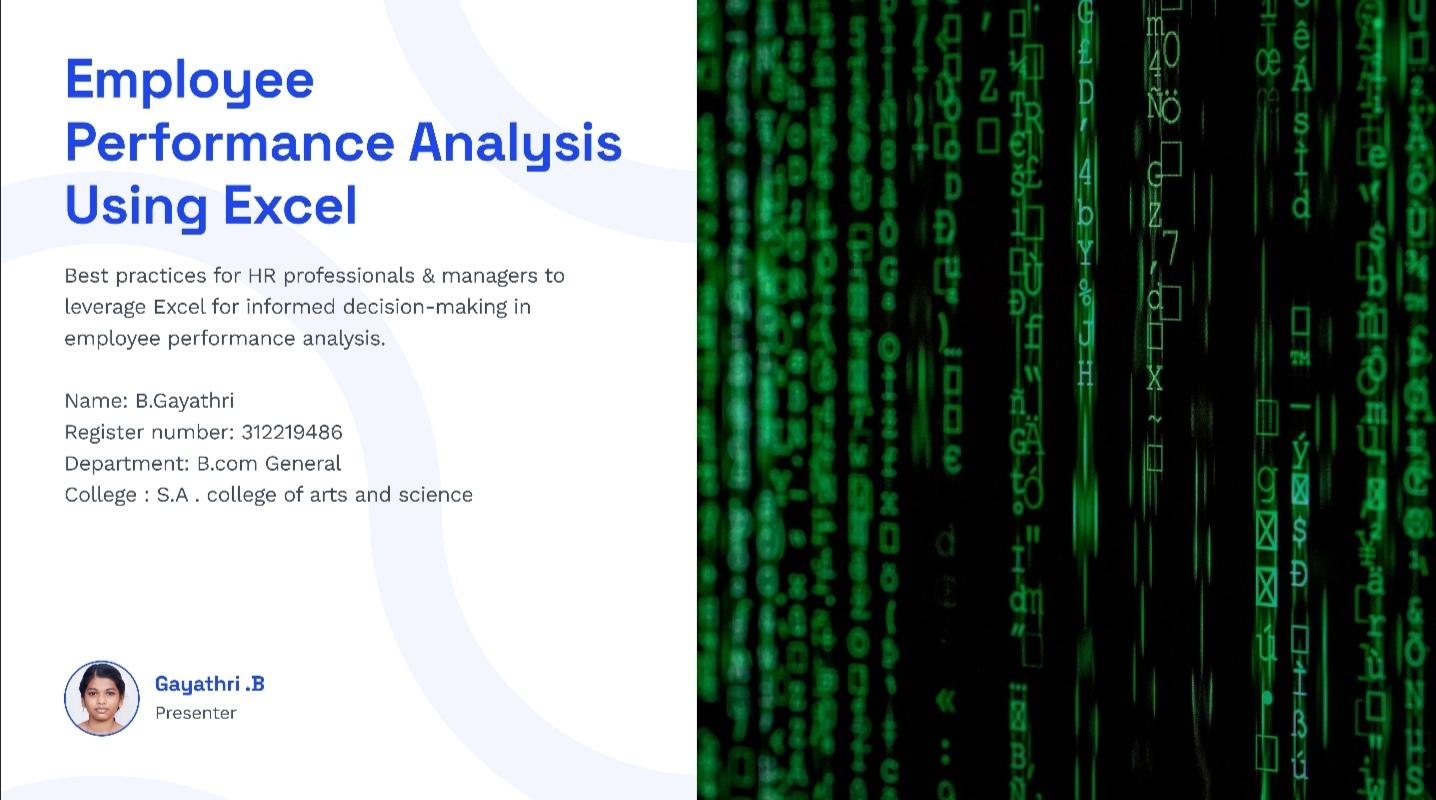 Employee
Performance Analysis
Using Excel
Best practices for HR professionals & managers to
leverage Excel for informed decision-making in
employee performance analysis.
Name: B.Gayathri
Register number: 312219486
Department: B.com General
College : S.A . college of arts and science
Gayathri .B
Presenter